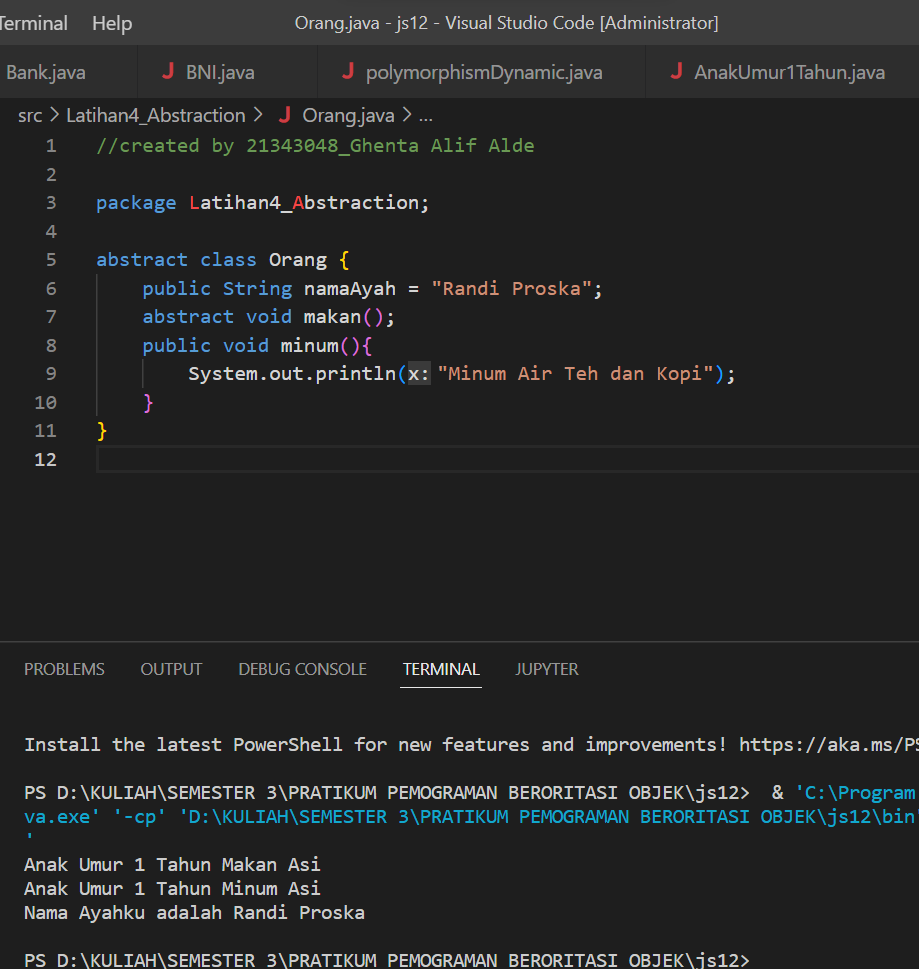 Terminal Help Orang.java - js12 - Visual Studio Code [Administrator]
Bank.java J BNI.java J polymorphismDynamic.java J AnakUmur1Tahun.java
src > Latihan4_Abstraction > J Orang.java > ...
1 //created by 21343048_Ghenta Alif Alde
2
3 package Latihan4_Abstraction;
4
5 abstract class Orang {
6 public String namaAyah = "Randi Proska";
7 abstract void makan();
8 public void minum(){
9 System.out.println(x: "Minum Air Teh dan Kopi");
10 }
11 }
12
PROBLEMS OUTPUT DEBUG CONSOLE TERMINAL JUPYTER
Install the latest PowerShell for new features and improvements! https://aka.ms/PS
PS D:\KULIAH\SEMESTER 3\PRATIKUM PEMOGRAMAN BERORITASI OBJEK\js12> & 'C:\Program
va.exe' '-cp' 'D:\KULIAH\SEMESTER 3\PRATIKUM PEMOGRAMAN BERORITASI OBJEK\js12\bin'
'
Anak Umur 1 Tahun Makan Asi
Anak Umur 1 Tahun Minum Asi
Nama Ayahku adalah Randi Proska
PS D:\KULIAH\SEMESTER 3\PRATIKUM PEMOGRAMAN BERORITASI OBJEK\js12>